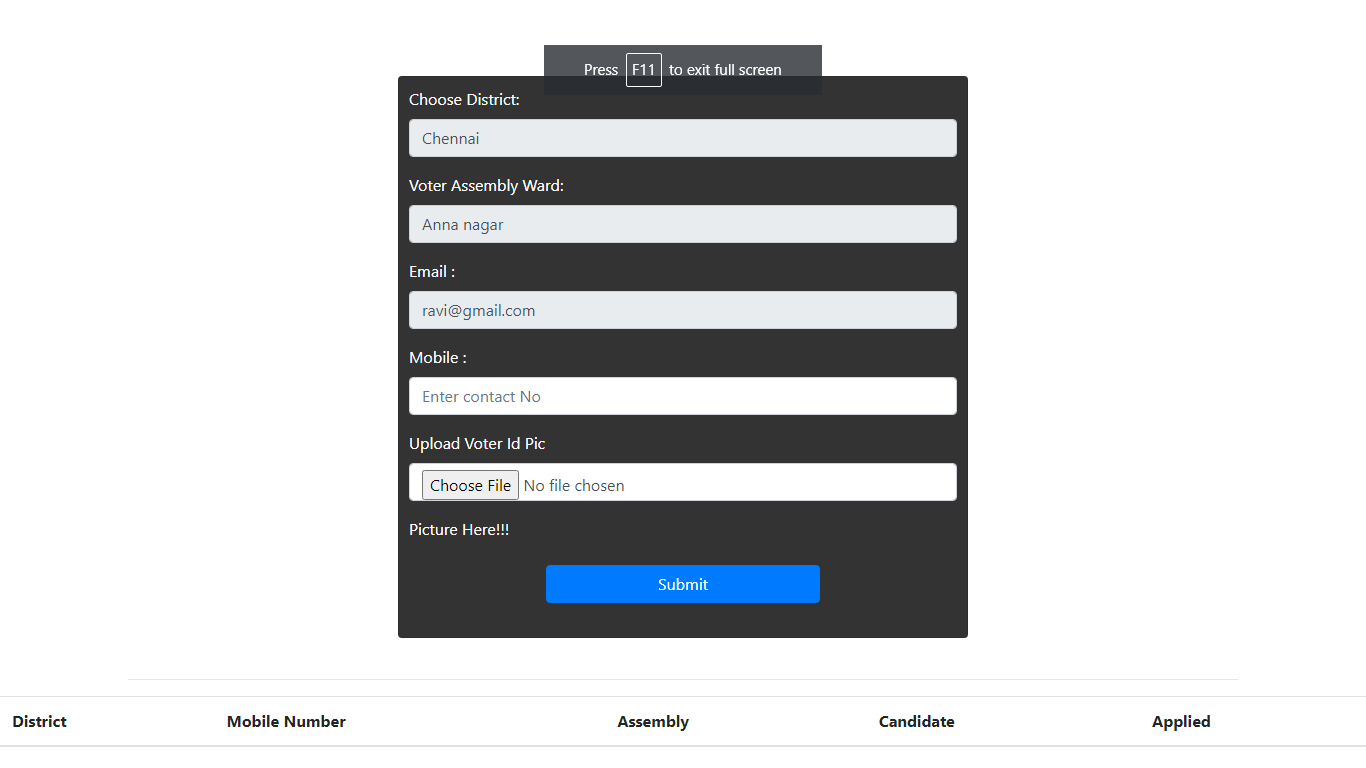 Press F11 to exit full screen
Choose District:
Chennai
Voter Assembly Ward:
Anna nagar
Email :
ravi@gmail.com
Mobile :
Enter contact No
Upload Voter Id Pic
Choose File No file chosen
Picture Here!!!
Submit
District Mobile Number Assembly Candidate Applied